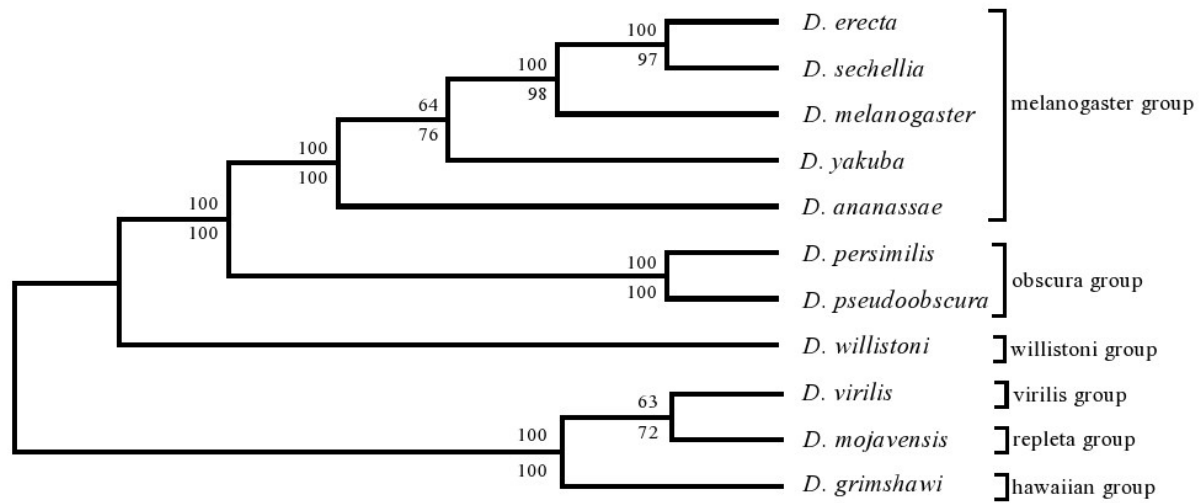 100
D. erecta
97
D. sechellia
100
98
D. melanogaster
melanogaster group
64
76
D. yakuba
100
100
D. ananassae
100
100
D. persimilis
100
100
D. pseudoobscura
obscura group
D. willistoni
willistoni group
63
D. virilis
virilis group
72
D. mojavensis
repleta group
100
100
D. grimshawi
hawaiian group